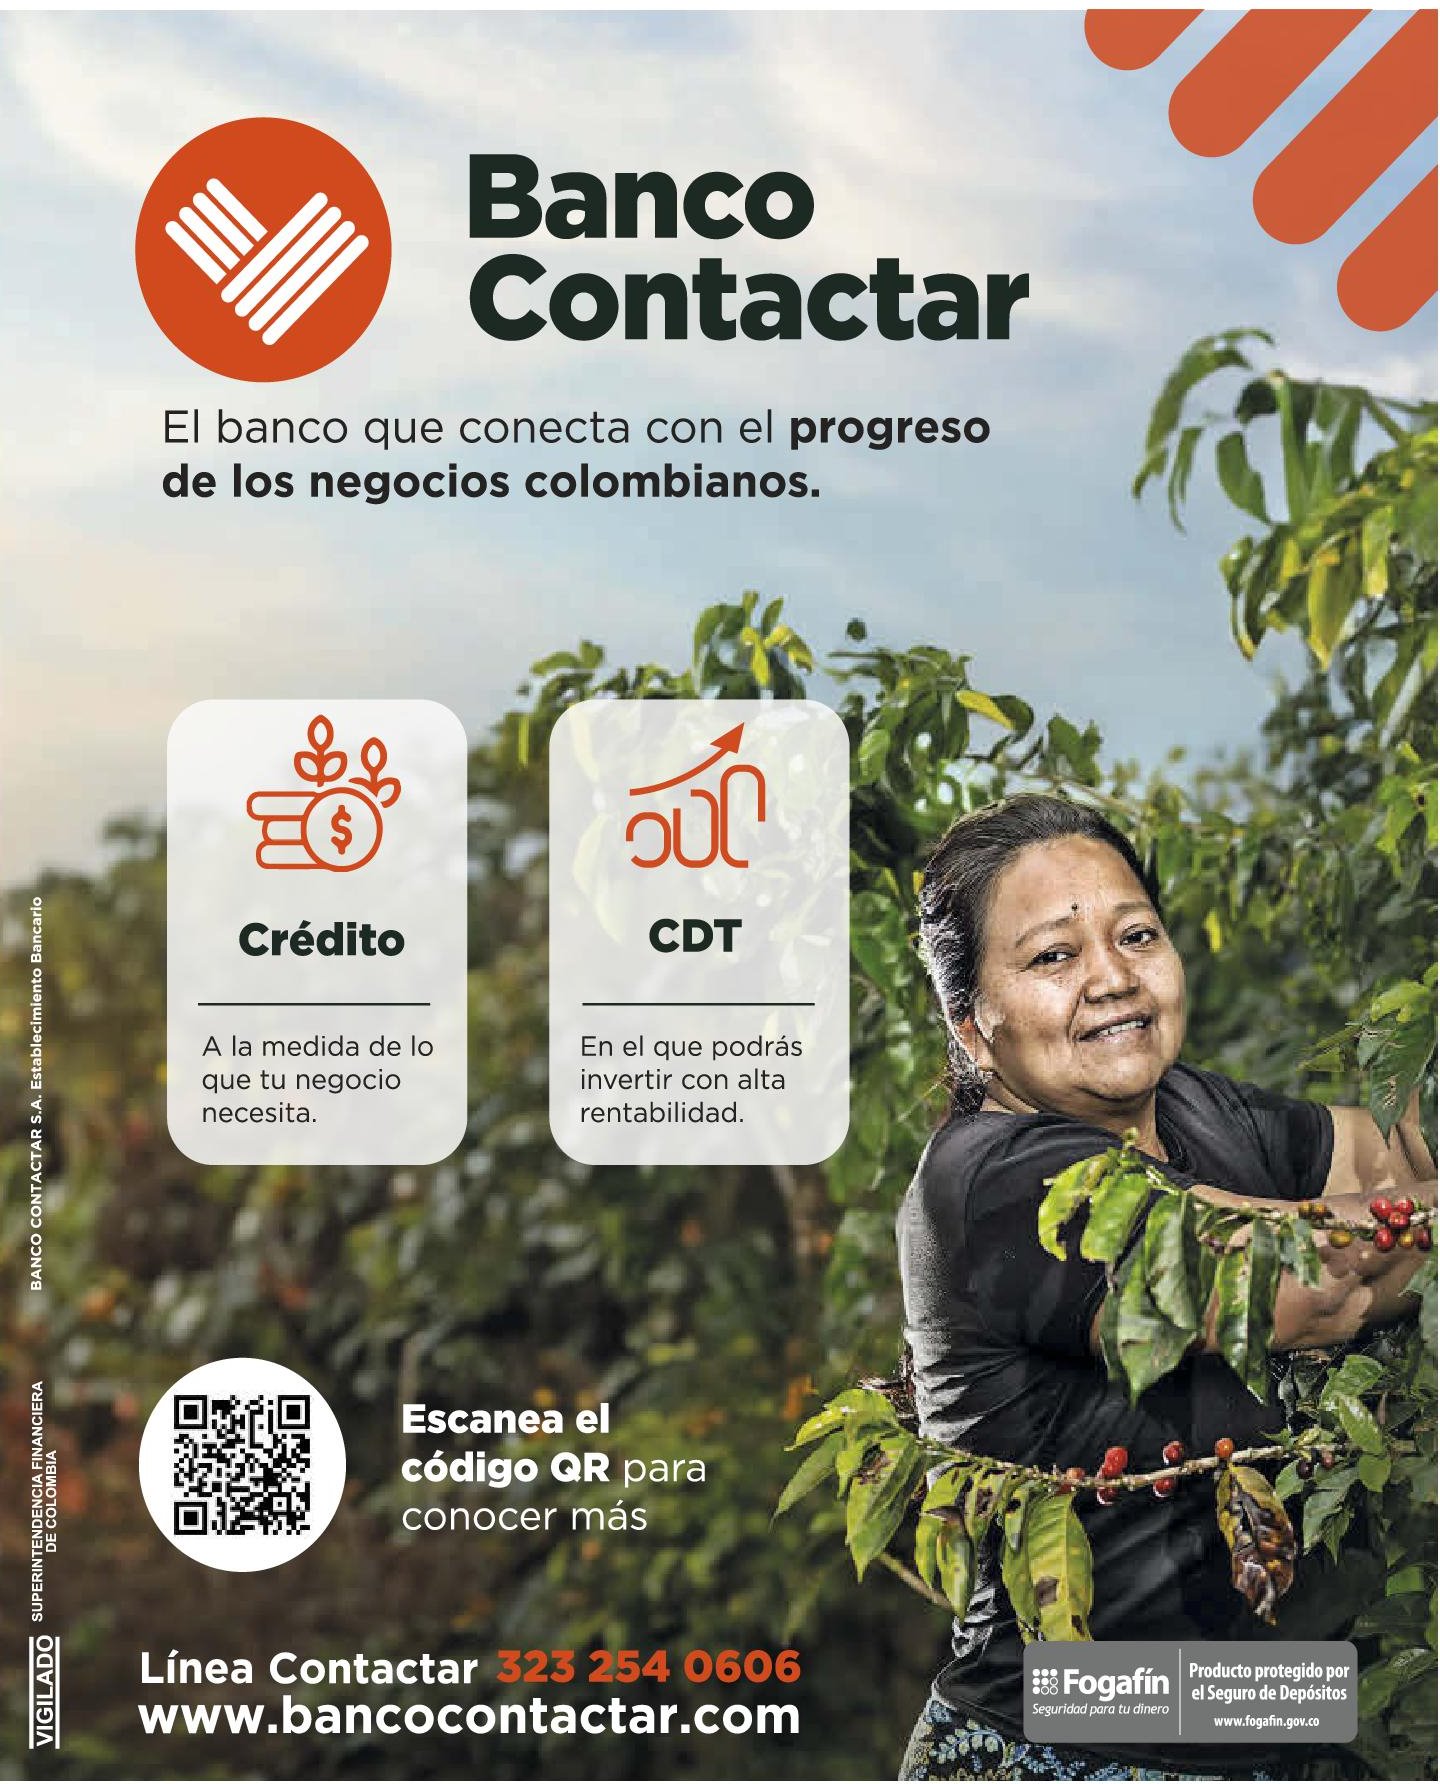 Banco
Contactar
El banco que conecta con el progreso
de los negocios colombianos.
$
Crédito
A la medida de lo
que tu negocio
necesita.
CDT
En el que podrás
invertir con alta
rentabilidad.
Escanea el
código QR para
conocer más
Línea Contactar 323 254 0606
www.bancocontactar.com
Fogafín
Seguridad para tu dinero
Producto protegido por
el Seguro de Depósitos
www.fogafin.gov.co
BANCO CONTACTAR S.A. Establecimiento Bancario
VIGILADO
SUPERINTENDENCIA FINANCIERA
DE COLOMBIA